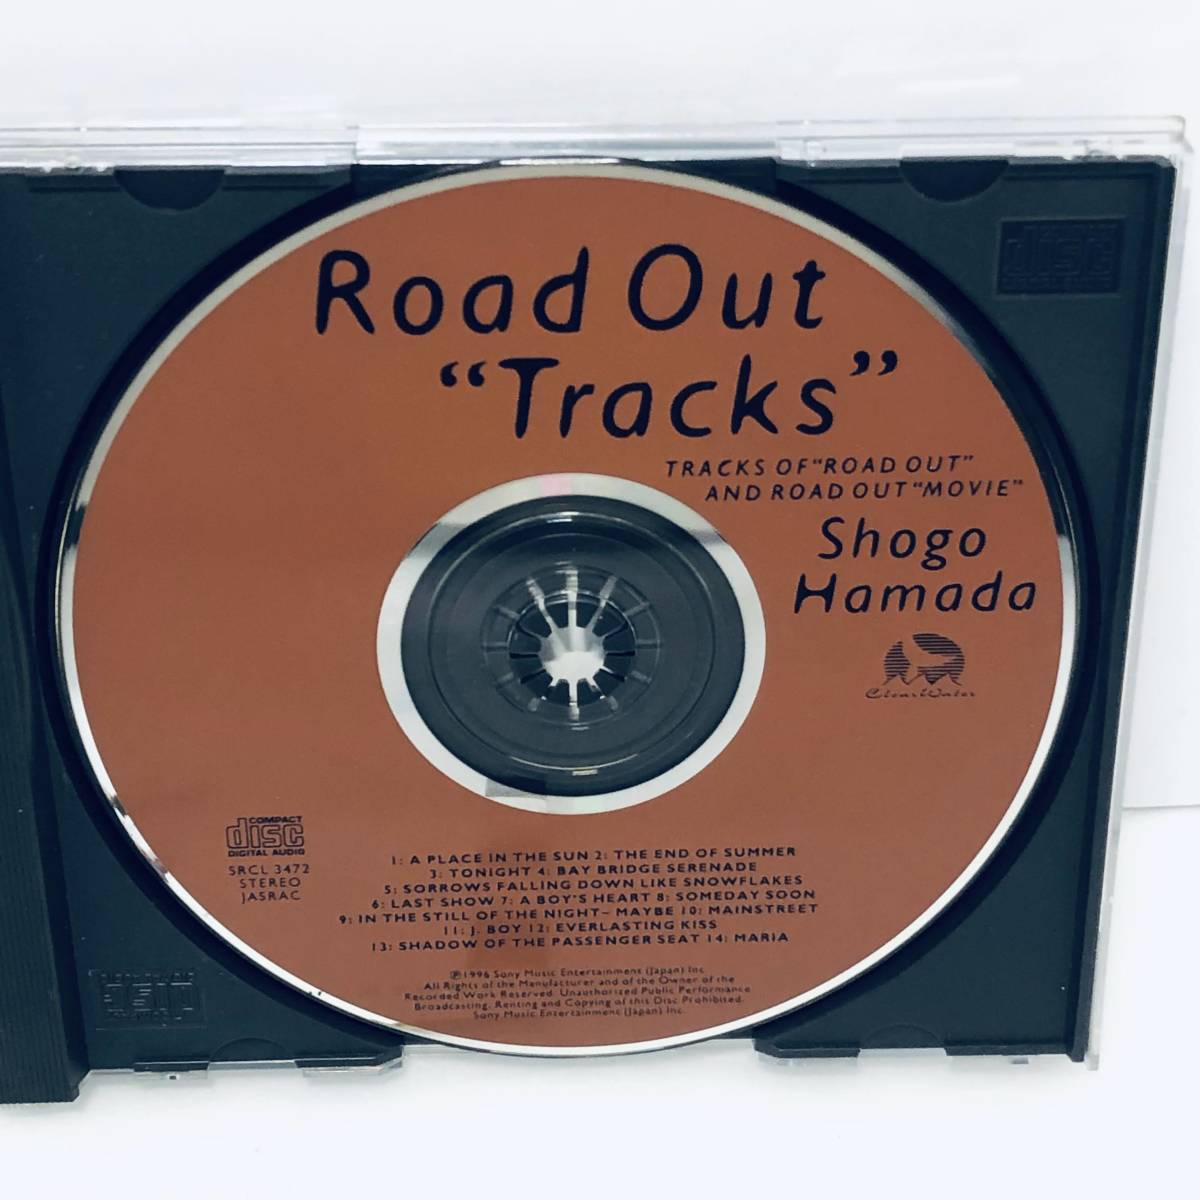 Road Out
“Tracks”
TRACKS OF “ROAD OUT”
AND ROAD OUT “MOVIE”
Shogo
Hamada
ClearWater
COMPACT
disc
DIGITAL AUDIO
SRCL 3472
STEREO
JASRAC
1: A PLACE IN THE SUN 2: THE END OF SUMMER
3: TONIGHT 4: BAY BRIDGE SERENADE
5: SORROWS FALLING DOWN LIKE SNOWFLAKES
6: LAST SHOW 7: A BOY'S HEART 8: SOMEDAY SOON
9: IN THE STILL OF THE NIGHT – MAYBE 10: MAINSTREET
11: J. BOY 12: EVERLASTING KISS
13: SHADOW OF THE PASSENGER SEAT 14: MARIA
℗1996 Sony Music Entertainment (Japan) Inc.
All Rights of the Manufacturer and of the Owner of the
Recorded Work Reserved. Unauthorised Public Performance
Broadcasting, Renting and Copying of this Disc Prohibited.
Sony Music Entertainment (Japan) Inc.
disc